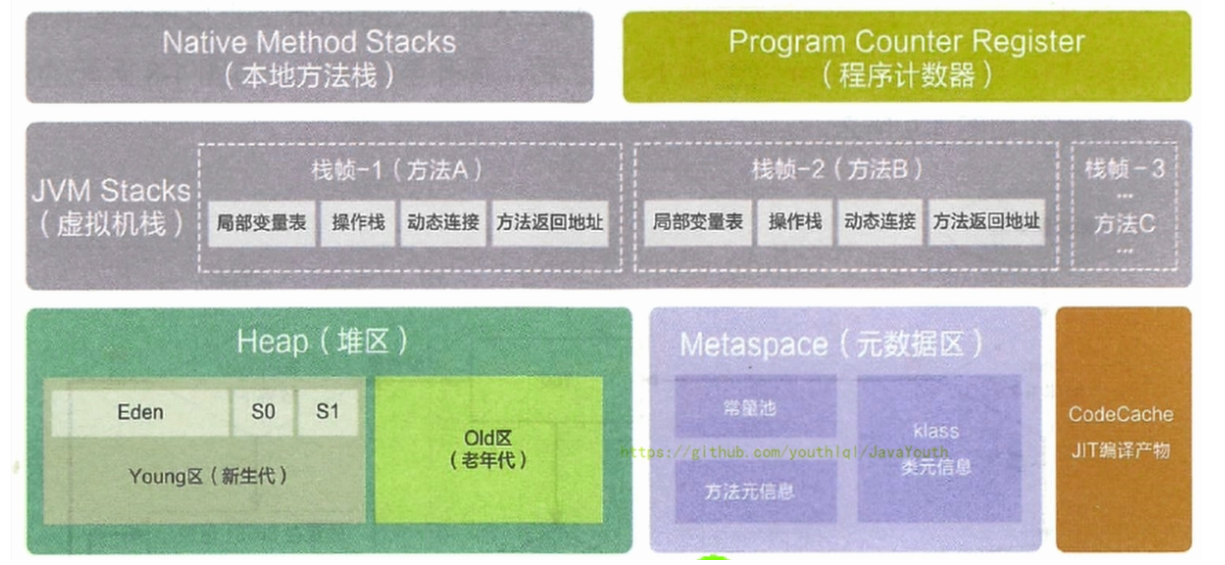 Native Method Stacks
（本地方法栈）
Program Counter Register
（程序计数器）
JVM Stacks
（虚拟机栈）
栈帧-1（方法A）
局部变量表
操作栈
动态连接
方法返回地址
栈帧-2（方法B）
局部变量表
操作栈
动态连接
方法返回地址
栈帧-3
...
方法C
...
Heap（堆区）
Eden
S0
S1
Young区（新生代）
Old区
（老年代）
Metaspace（元数据区）
常量池
方法元信息
klass
类元信息
https://github.com/youthlql/JavaYouth
CodeCache
JIT编译产物